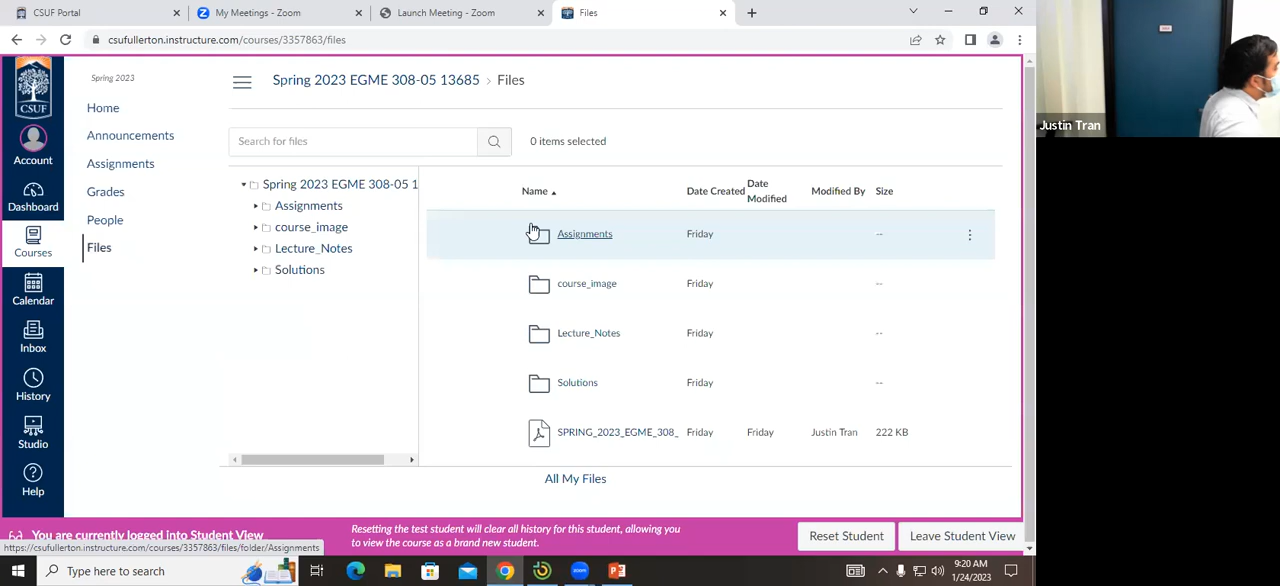 CSUF Portal
My Meetings - Zoom
Launch Meeting - Zoom
Files
csufullerton.instructure.com/courses/3357863/files
CSUF
Account
Dashboard
Courses
Calendar
Inbox
History
Studio
Help
Spring 2023
Home
Announcements
Assignments
Grades
People
Files
Spring 2023 EGME 308-05 13685 › Files
Search for files
0 items selected
Spring 2023 EGME 308-05 1
Assignments
course_image
Lecture_Notes
Solutions
Name Date Created Date Modified Modified By Size
Assignments Friday --
course_image Friday --
Lecture_Notes Friday --
Solutions Friday --
SPRING_2023_EGME_308_ Friday Friday Justin Tran 222 KB
All My Files
You are currently logged into Student View
Resetting the test student will clear all history for this student, allowing you
to view the course as a brand new student.
Reset Student
Leave Student View
https://csufullerton.instructure.com/courses/3357863/files/folder/Assignments
Type here to search
zoom
9:20 AM
1/24/2023
Justin Tran